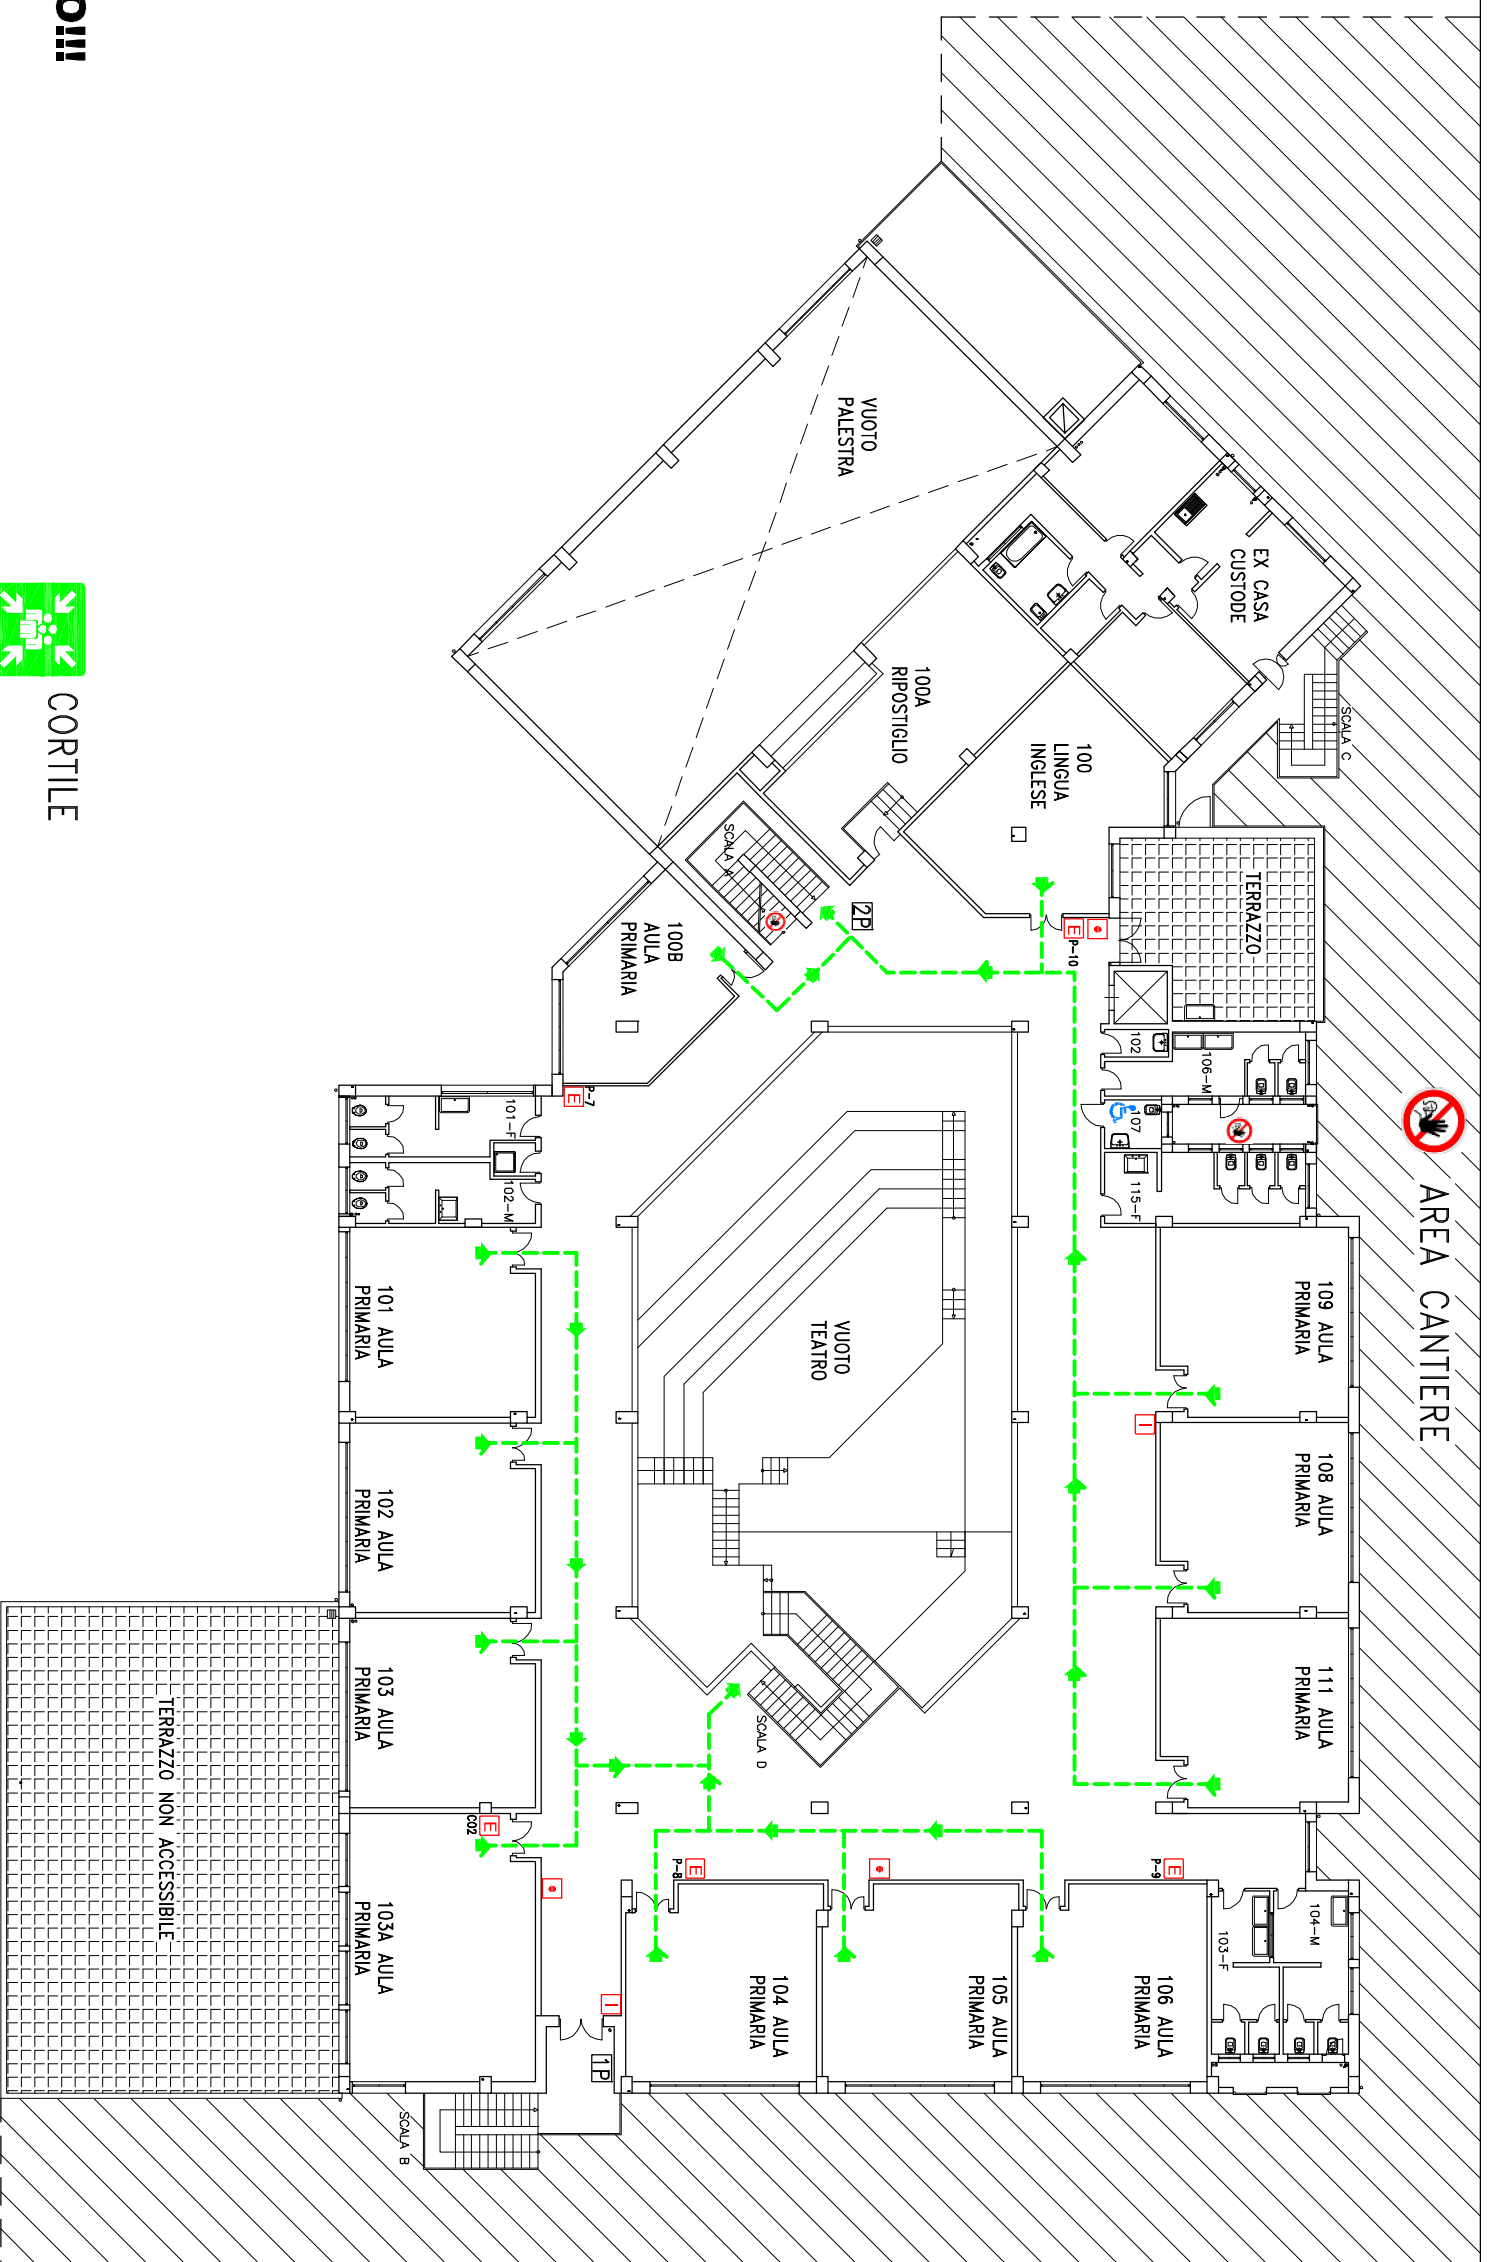 O!!!
CORTILE
AREA CANTIERE
VUOTO
PALESTRA
EX CASA
CUSTODE
SCALA C
100A
RIPOSTIGLIO
100
LINGUA
INGLESE
SCALA A
2P
TERRAZZO
P-10
E
100B
AULA
PRIMARIA
P-7
E
102
106-M
107
115-F
101-F
102-M
VUOTO
TEATRO
SCALA D
109 AULA
PRIMARIA
108 AULA
PRIMARIA
111 AULA
PRIMARIA
I
101 AULA
PRIMARIA
102 AULA
PRIMARIA
103 AULA
PRIMARIA
103A AULA
PRIMARIA
E
CO2
TERRAZZO NON ACCESSIBILE
P-8
E
P-9
E
104-M
103-F
104 AULA
PRIMARIA
105 AULA
PRIMARIA
106 AULA
PRIMARIA
I
1P
SCALA B